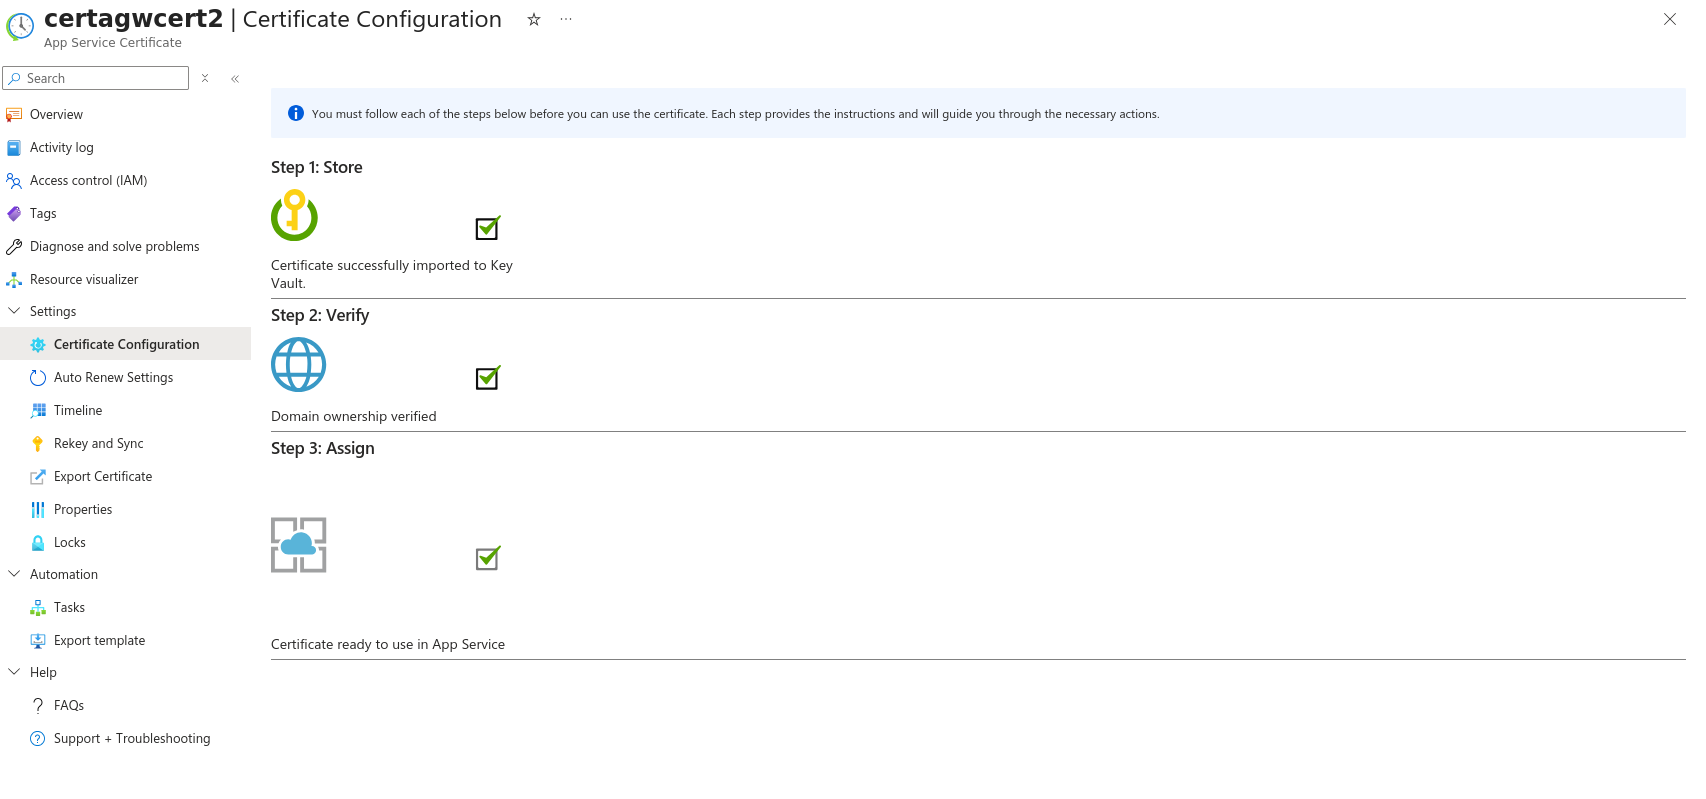 certagwcert2 | Certificate Configuration
App Service Certificate
Search
Overview
Activity log
Access control (IAM)
Tags
Diagnose and solve problems
Resource visualizer
Settings
Certificate Configuration
Auto Renew Settings
Timeline
Rekey and Sync
Export Certificate
Properties
Locks
Automation
Tasks
Export template
Help
FAQs
Support + Troubleshooting
You must follow each of the steps below before you can use the certificate. Each step provides the instructions and will guide you through the necessary actions.
Step 1: Store
Certificate successfully imported to Key
Vault.
Step 2: Verify
Domain ownership verified
Step 3: Assign
Certificate ready to use in App Service